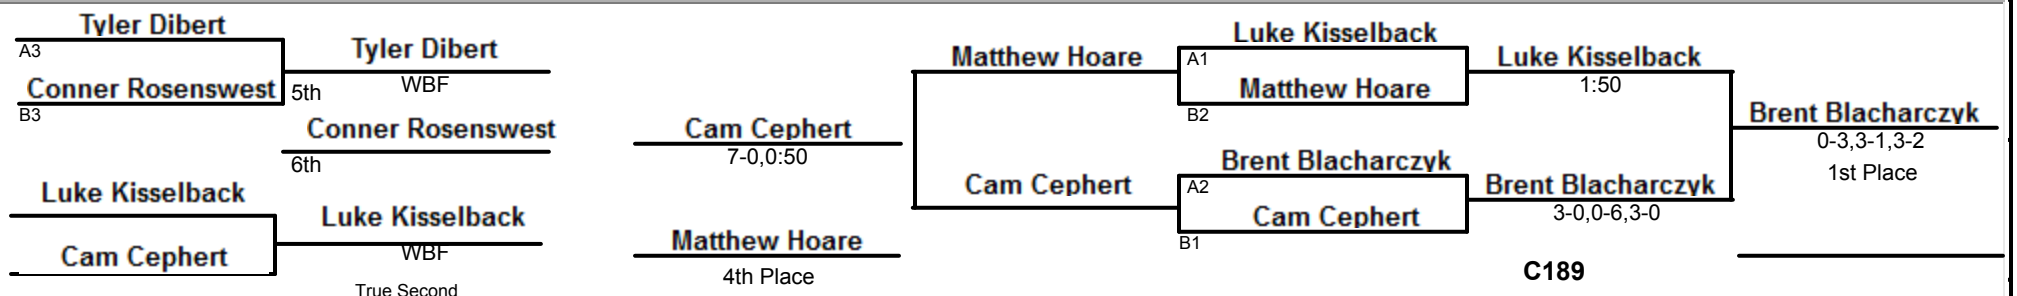 Tyler Dibert
A3
Conner Rosenswest
B3
Tyler Dibert
WBF
5th
Conner Rosenswest
6th
Luke Kisselback
Cam Cephert
Luke Kisselback
WBF
True Second
Cam Cephert
7-0,0:50
Matthew Hoare
4th Place
Matthew Hoare
Cam Cephert
Luke Kisselback
A1
Matthew Hoare
B2
Brent Blacharczyk
A2
Cam Cephert
B1
Luke Kisselback
1:50
Brent Blacharczyk
3-0,0-6,3-0
Brent Blacharczyk
0-3,3-1,3-2
1st Place
C189